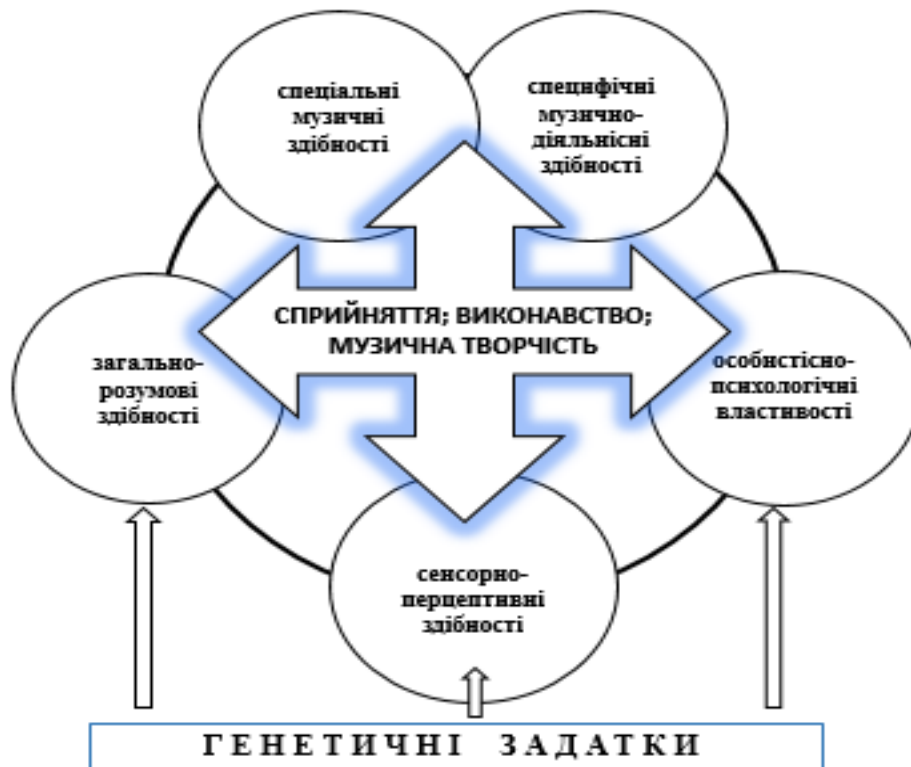 спеціальні
музичні
здібності
специфічні
музично-
діяльнісні
здібності
СПРИЙНЯТТЯ; ВИКОНАВСТВО;
МУЗИЧНА ТВОРЧІСТЬ
загально-
розумові
здібності
особистісно-
психологічні
властивості
сенсорно-
перцептивні
здібності
ГЕНЕТИЧНІ ЗАДАТКИ